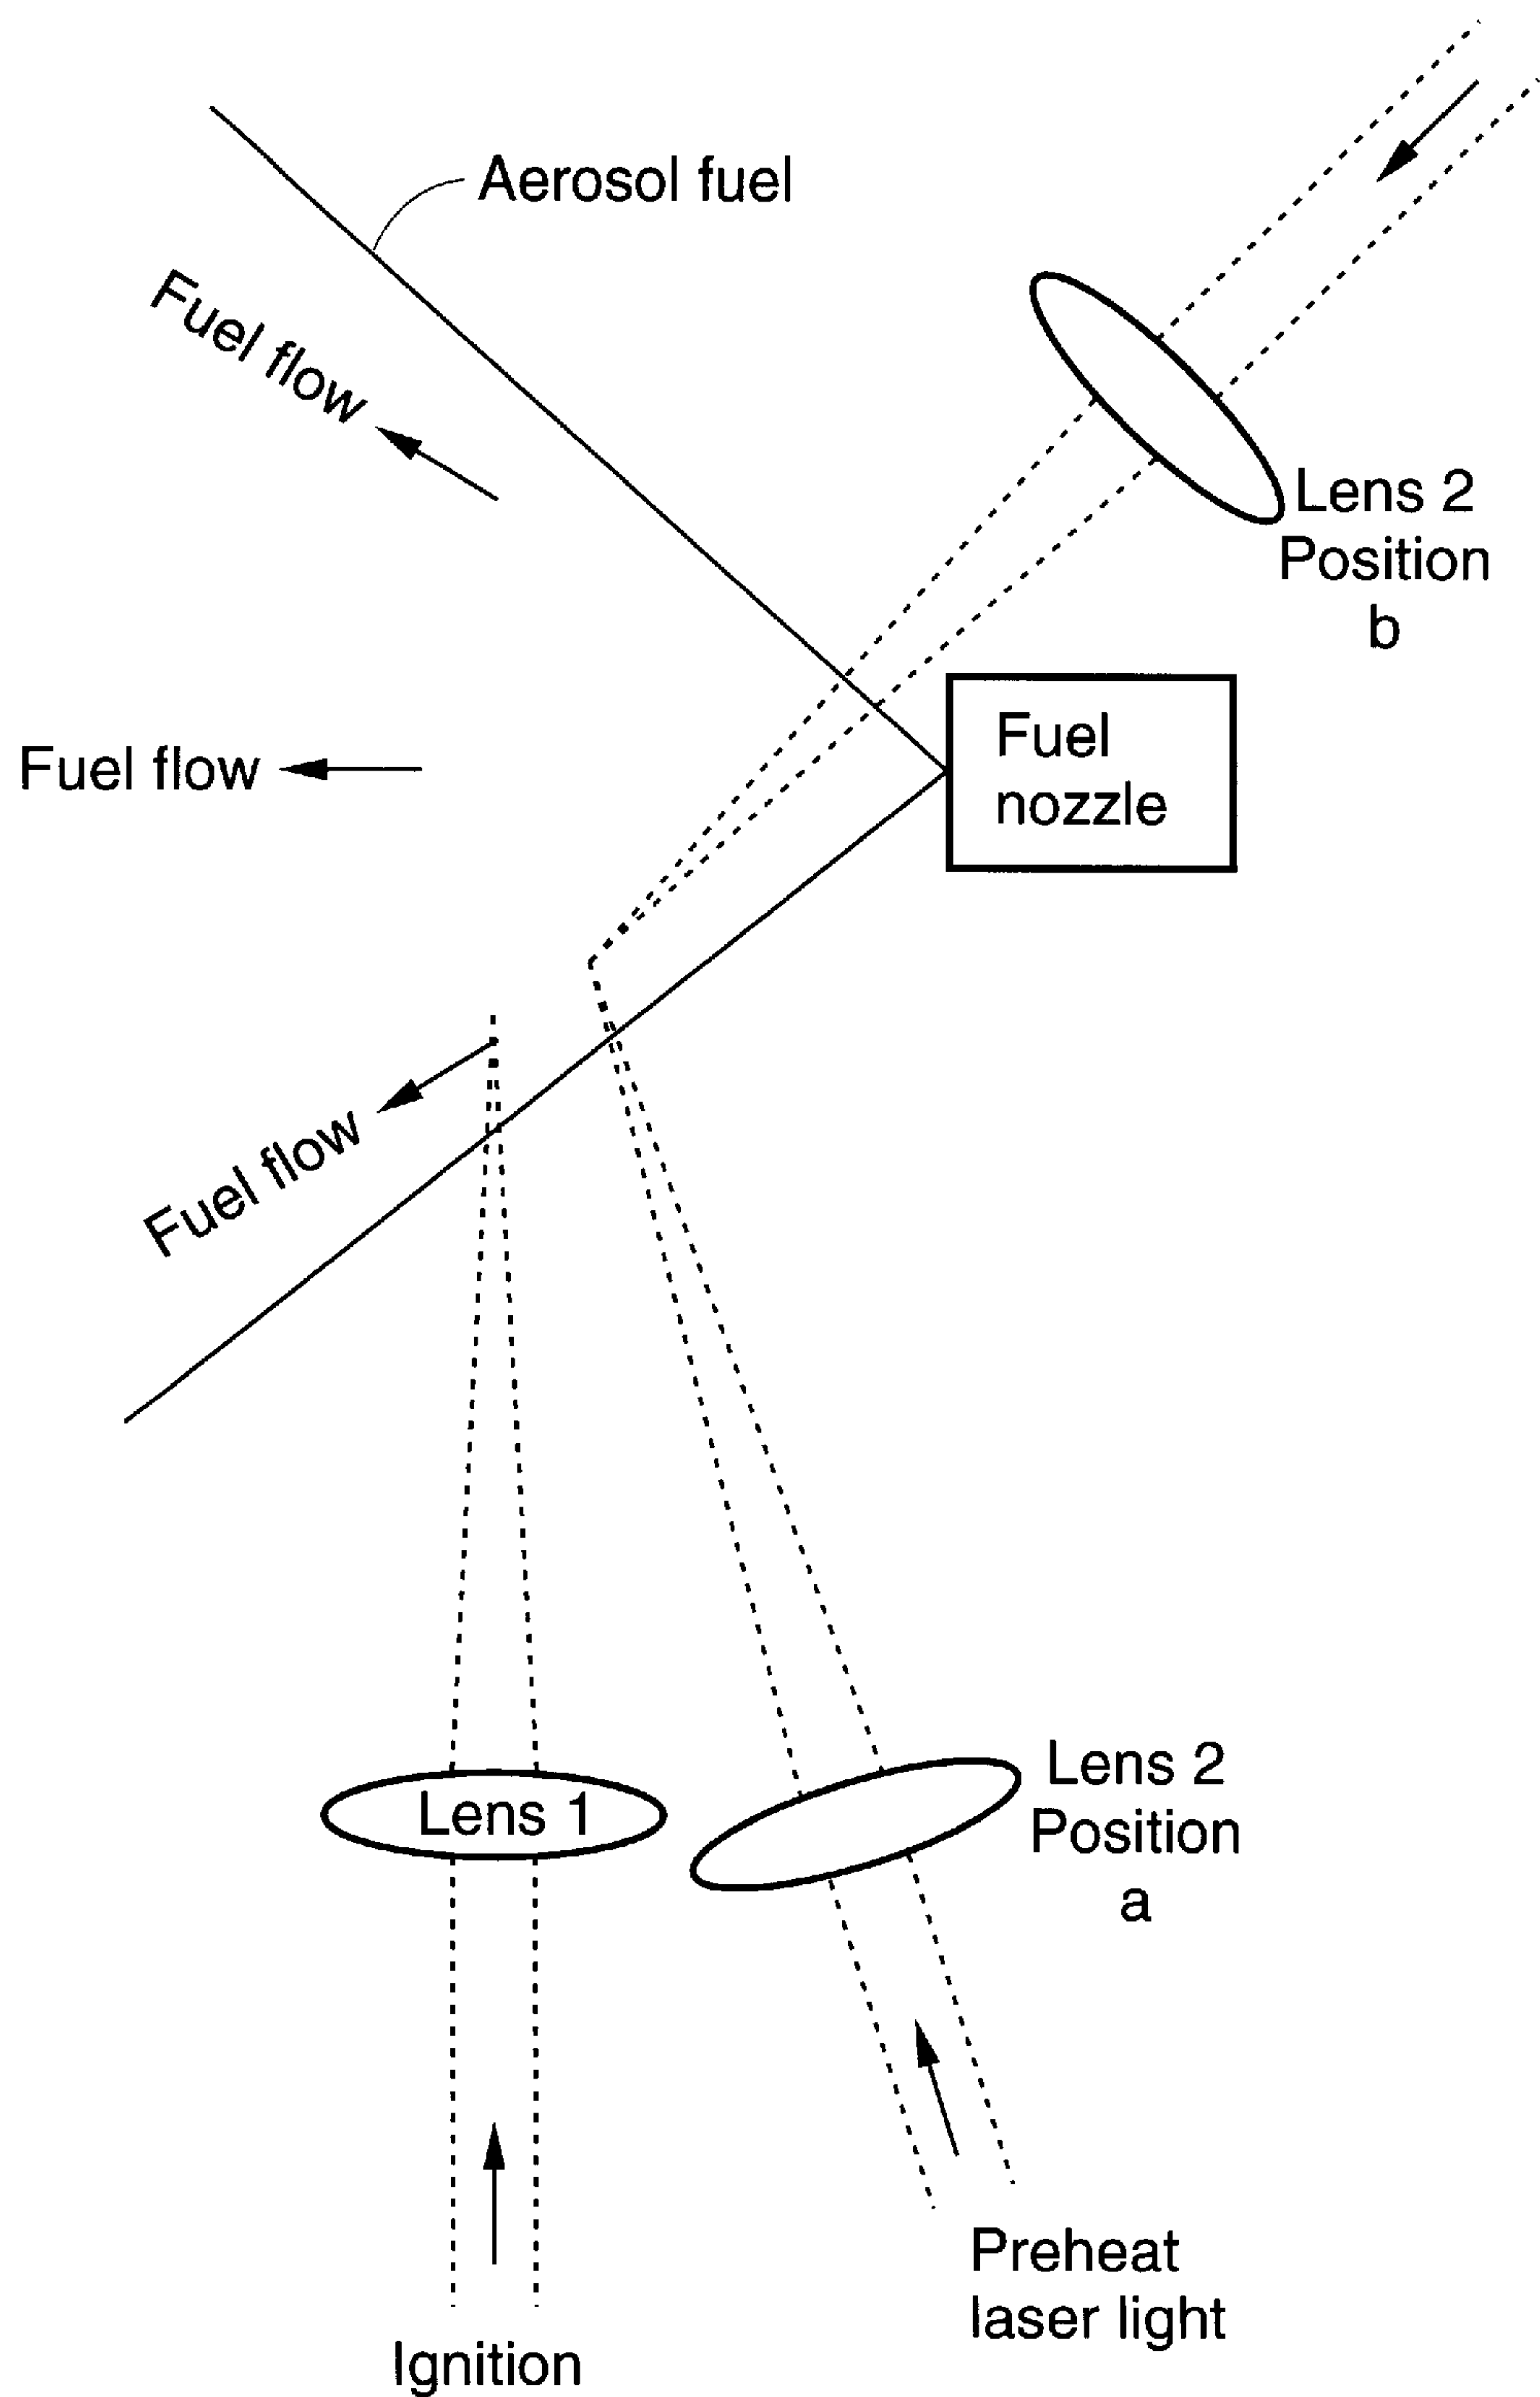 Aerosol fuel
Fuel flow
Lens 2
Position
b
Fuel
nozzle
Fuel flow
Fuel flow
Lens 1
Lens 2
Position
a
Preheat
laser light
Ignition